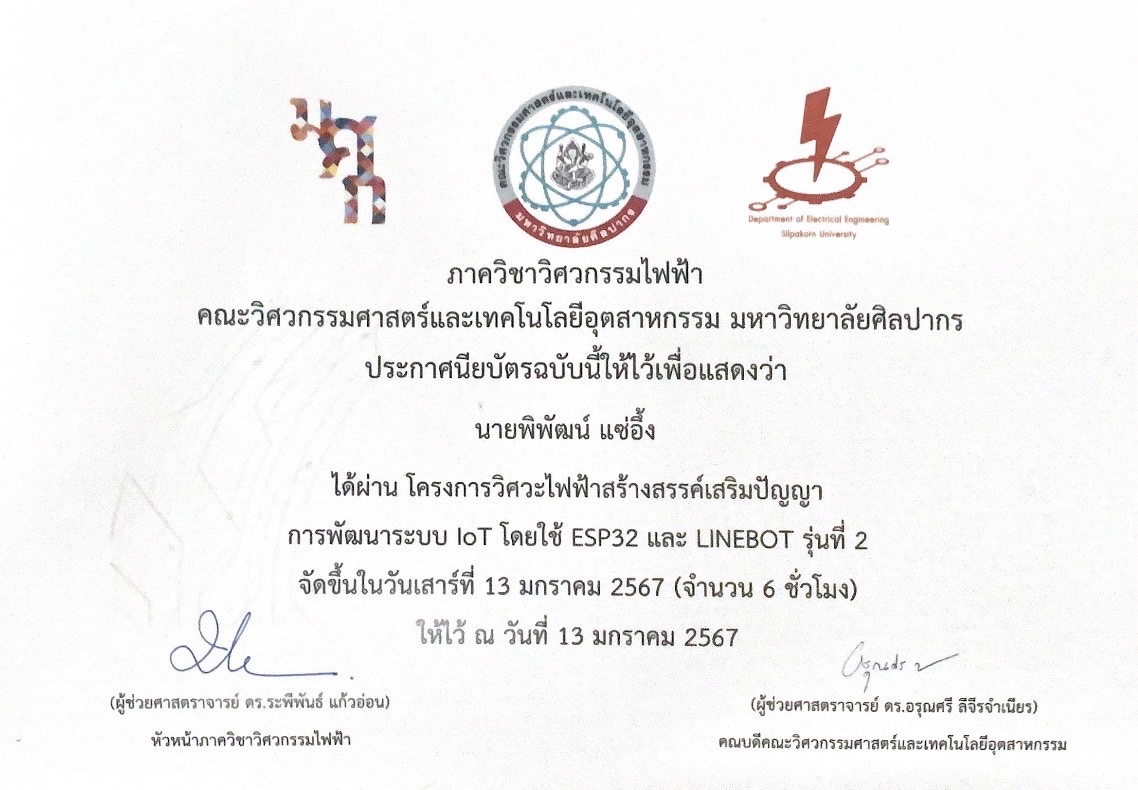 มศก
คณะวิศวกรรมศาสตร์และเทคโนโลยีอุตสาหกรรม
มหาวิทยาลัยศิลปากร
Department of Electrical Engineering
Silpakorn University
ภาควิชาวิศวกรรมไฟฟ้า
คณะวิศวกรรมศาสตร์และเทคโนโลยีอุตสาหกรรม มหาวิทยาลัยศิลปากร
ประกาศนียบัตรฉบับนี้ให้ไว้เพื่อแสดงว่า
นายพิพัฒน์ แซ่อึ้ง
ได้ผ่าน โครงการวิศวะไฟฟ้าสร้างสรรค์เสริมปัญญา
การพัฒนาระบบ IoT โดยใช้ ESP32 และ LINEBOT รุ่นที่ 2
จัดขึ้นในวันเสาร์ที่ 13 มกราคม 2567 (จำนวน 6 ชั่วโมง)
ให้ไว้ ณ วันที่ 13 มกราคม 2567
(ผู้ช่วยศาสตราจารย์ ดร.ระพีพันธ์ แก้วอ่อน)
หัวหน้าภาควิชาวิศวกรรมไฟฟ้า
อรุณศรี
(ผู้ช่วยศาสตราจารย์ ดร.อรุณศรี ลีจีรจำเนียร)
คณบดีคณะวิศวกรรมศาสตร์และเทคโนโลยีอุตสาหกรรม